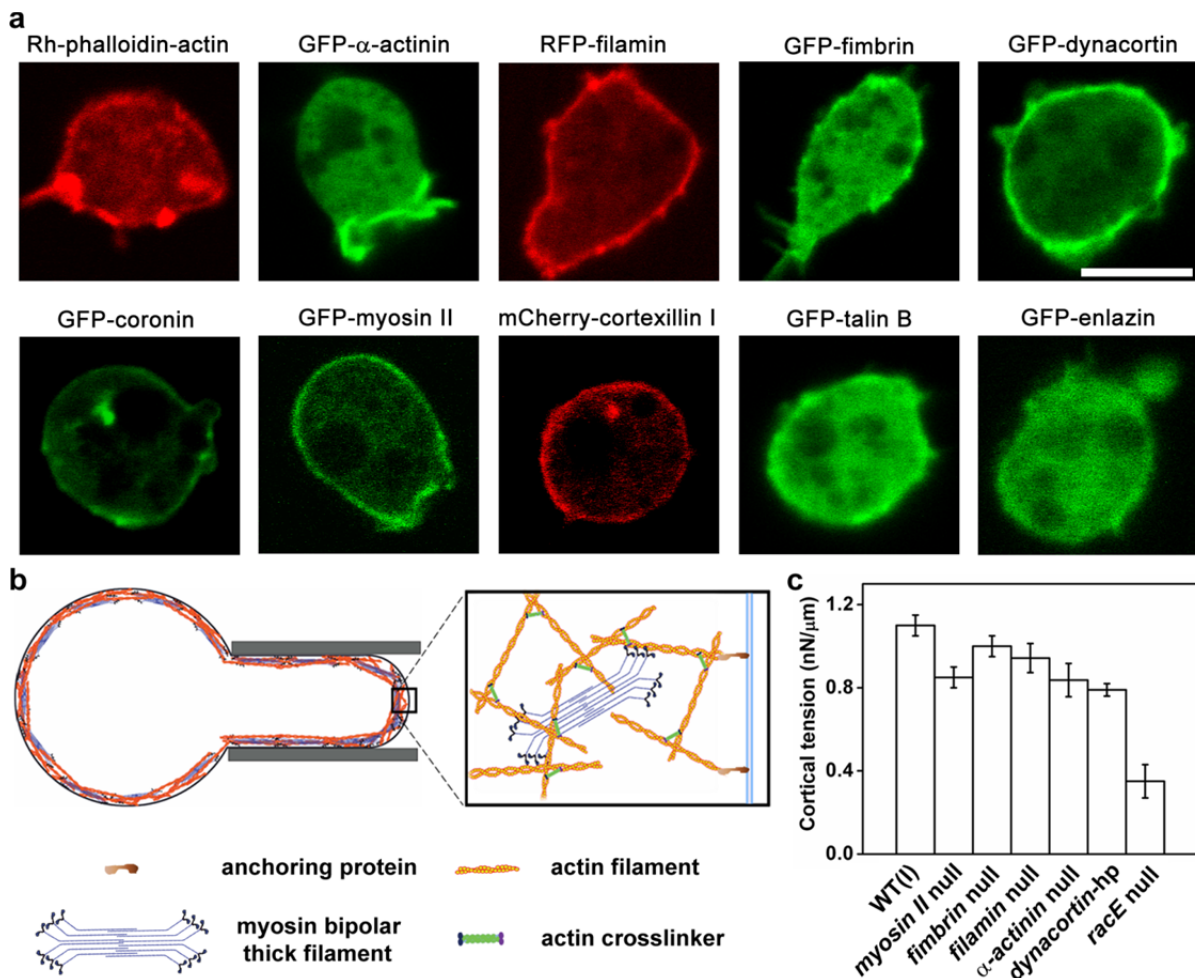 a
Rh-phalloidin-actin
GFP-α-actinin
RFP-filamin
GFP-fimbrin
GFP-dynacortin
GFP-coronin
GFP-myosin II
mCherry-cortexillin I
GFP-talin B
GFP-enlazin
b
anchoring protein
actin filament
myosin bipolar
thick filament
actin crosslinker
c
Cortical tension (nN/μm)
1.2
0.8
0.4
0.0
WT(I)
myosin II null
fimbrin null
filamin null
α-actinin null
dynacortin-hp
racE null